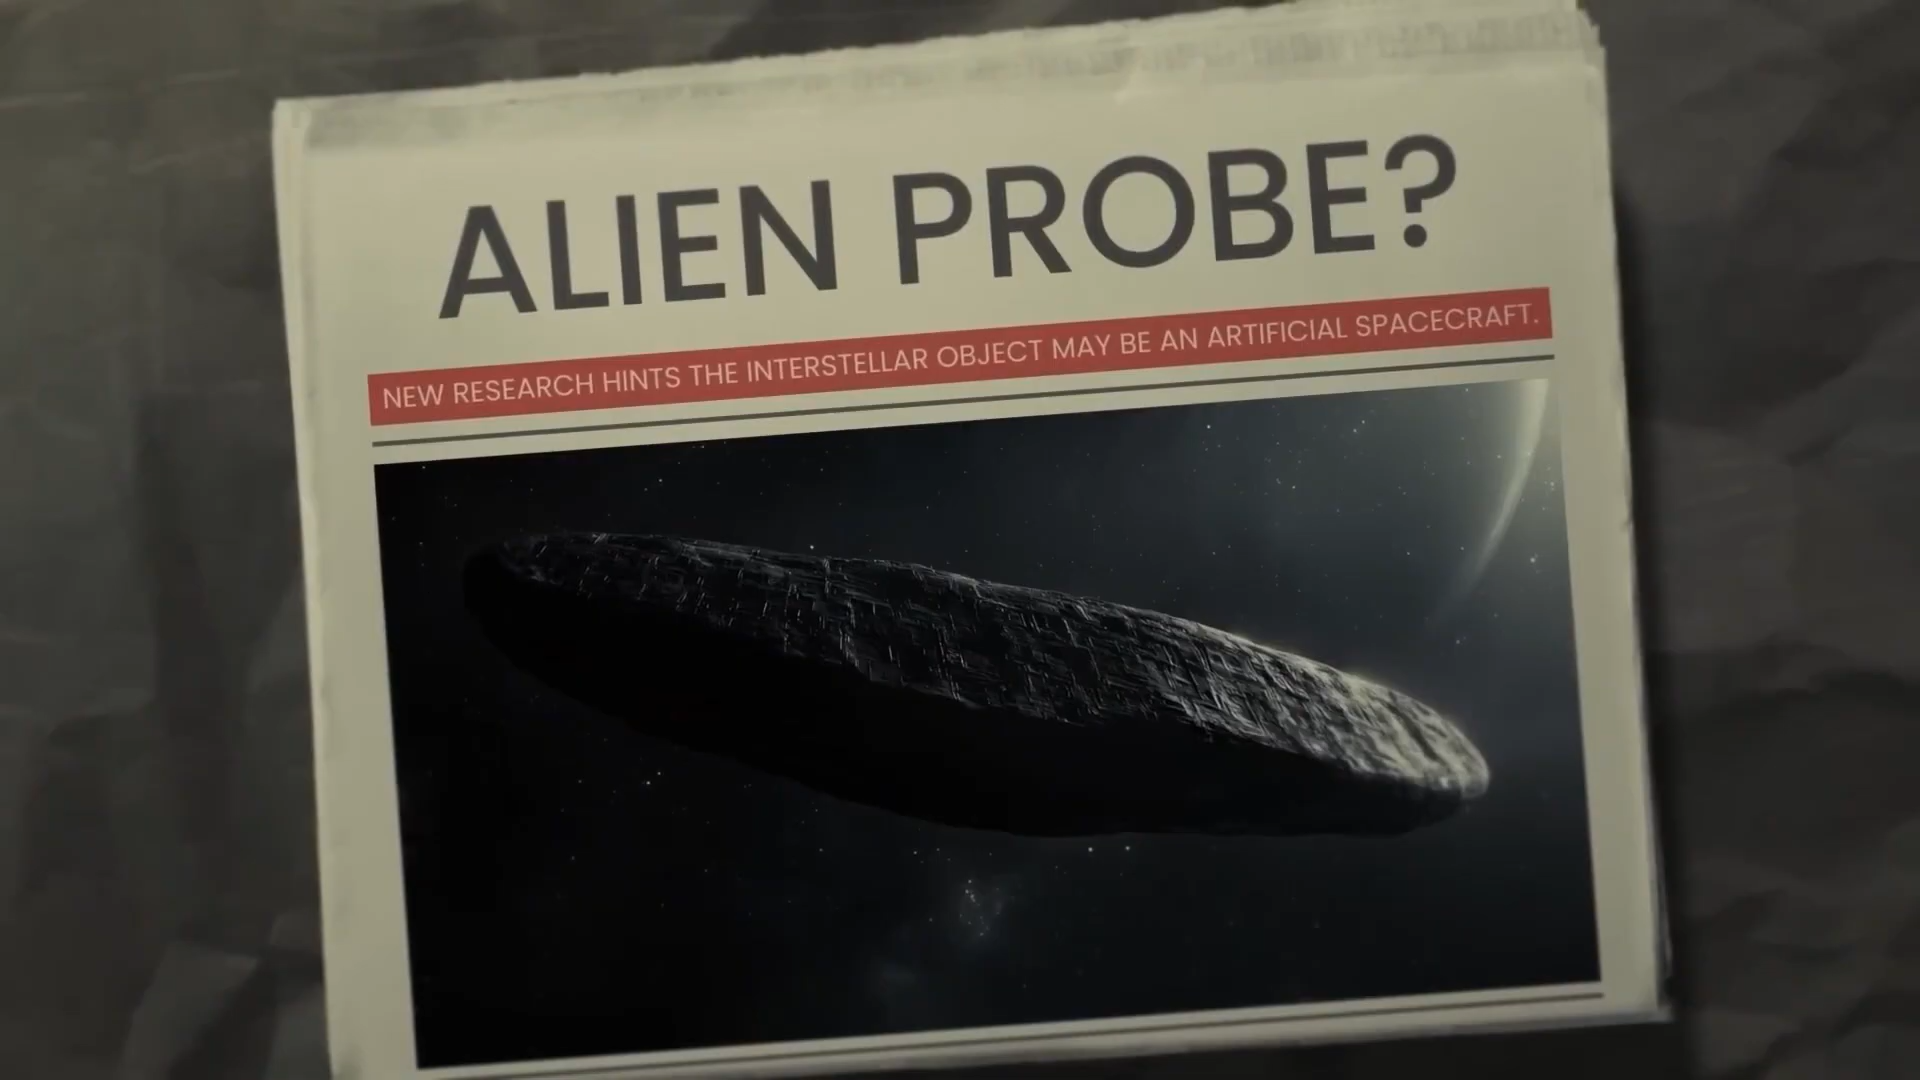 ALIEN PROBE?
NEW RESEARCH HINTS THE INTERSTELLAR OBJECT MAY BE AN ARTIFICIAL SPACECRAFT.